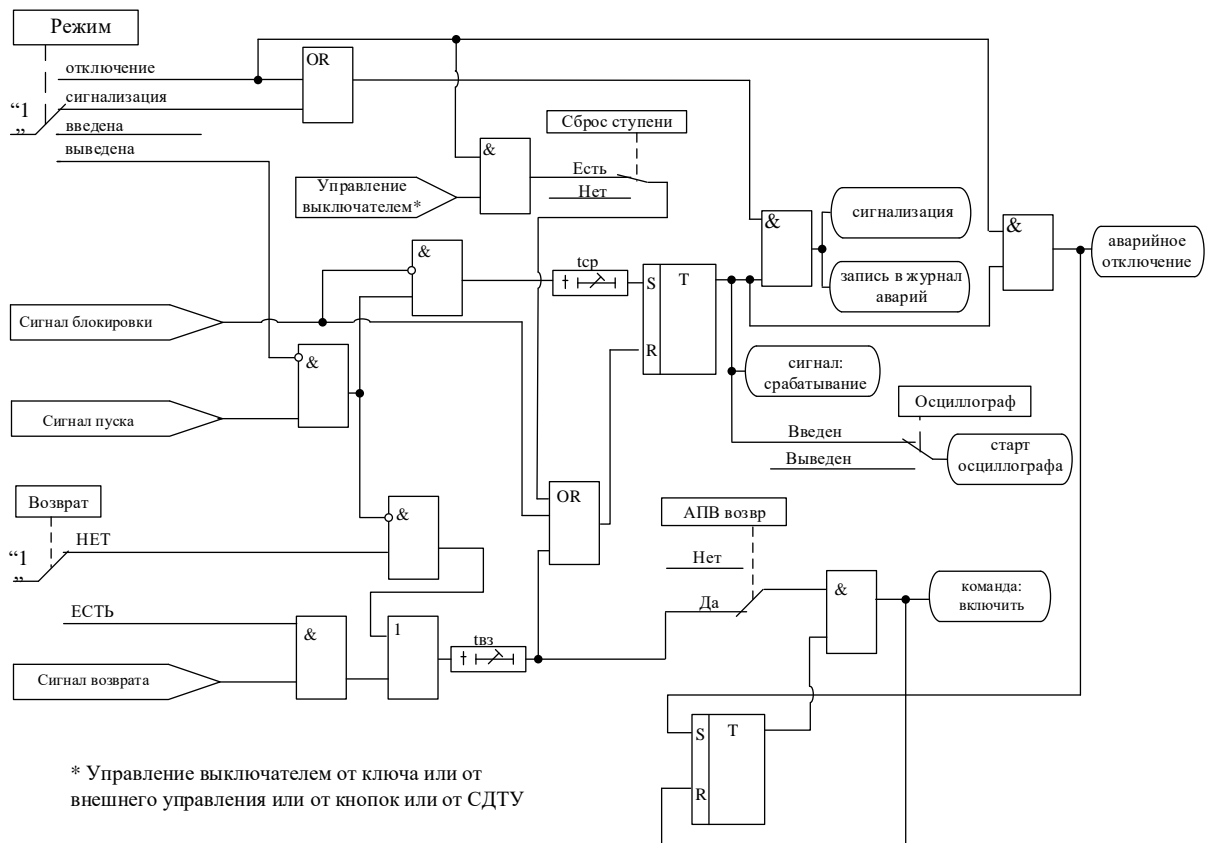 Режим
отключение
OR
сигнализация
“1
”
введена
выведена
Сброс ступени
&
Есть
Нет
Управление
выключателем*
&
сигнализация
&
аварийное
отключение
запись в журнал
аварий
&
tср
S
T
R
Сигнал блокировки
&
сигнал:
срабатывание
Сигнал пуска
Осциллограф
Введен
Выведен
старт
осциллографа
Возврат
“1
”
НЕТ
&
OR
АПВ возвр
Нет
Да
&
команда:
включить
ЕСТЬ
&
1
tвз
Сигнал возврата
S
T
R
* Управление выключателем от ключа или от
внешнего управления или от кнопок или от СДТУ